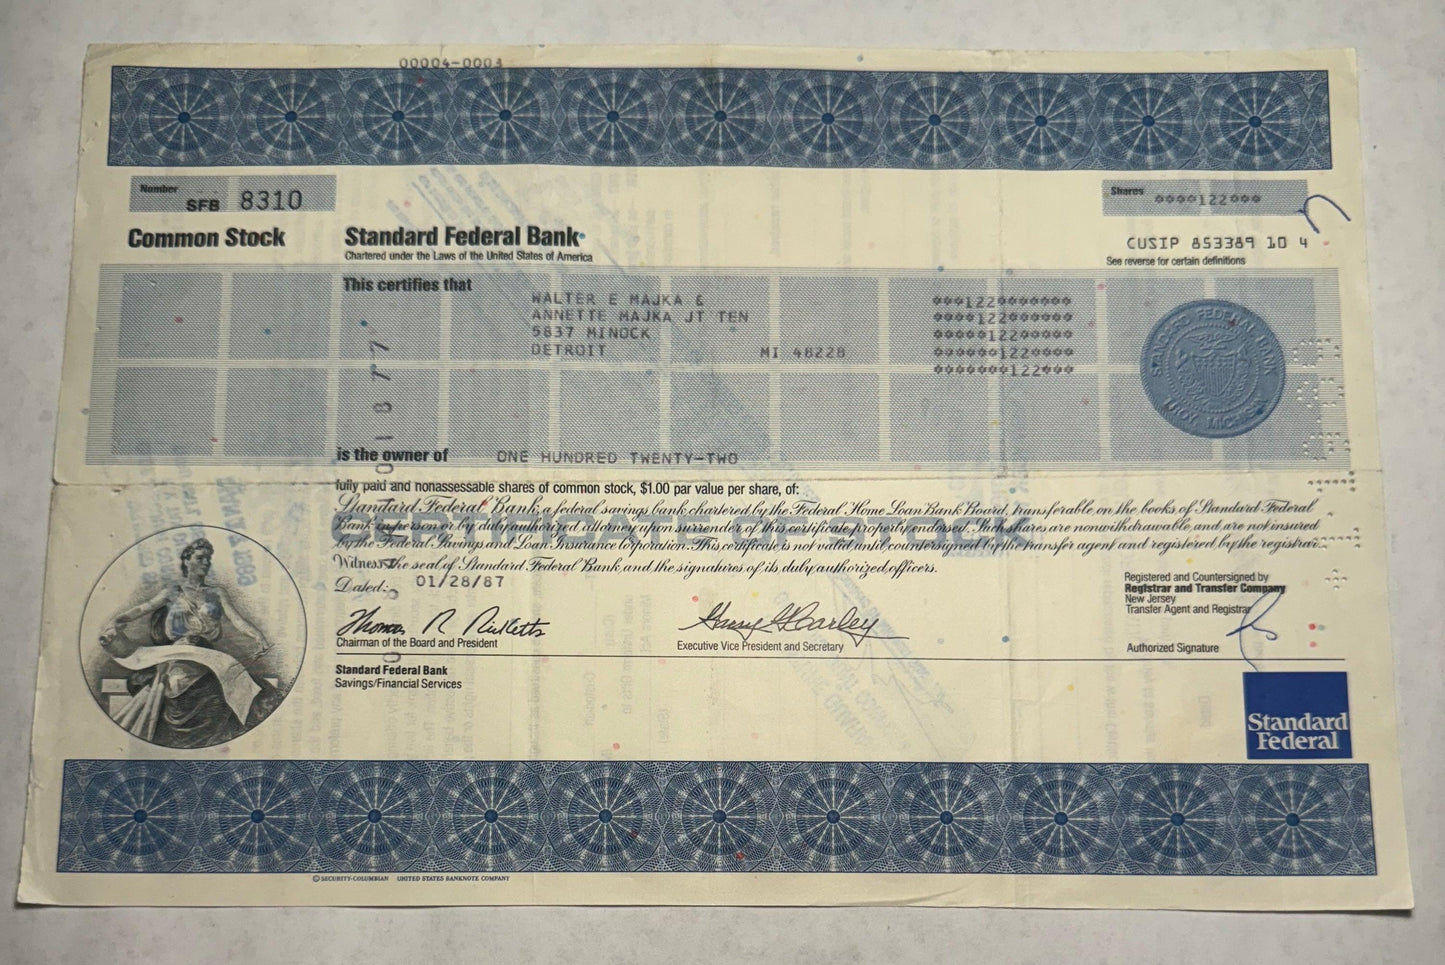 00004-0003
Number
SFB 8310
Shares
****122***
Common Stock
Standard Federal Bank
Chartered under the Laws of the United States of America
CUSIP 853389 10 4
See reverse for certain definitions
This certifies that
WALTER E MAJKA &
ANNETTE MAJKA JT TEN
5837 MINOCK
DETROIT MI 48228
***122*******
****122******
*****122*****
******122****
*******122***
STANDARD FEDERAL BANK
TROY, MICHIGAN
is the owner of ONE HUNDRED TWENTY-TWO
fully paid and nonassessable shares of common stock, $1.00 par value per share, of:
CERTIFICATE OF STOCK
Standard Federal Bank, a federal savings bank, chartered by the Federal Home Loan Bank Board, transferable on the books of Standard Federal
Bank in person or by duly authorized attorney upon surrender of this certificate properly endorsed. Such shares are nonwithdrawable and are not insured
by the Federal Savings and Loan Insurance Corporation. This certificate is not valid until countersigned by the transfer agent and registered by the registrar.
Witness the seal of Standard Federal Bank and the signatures of its duly authorized officers.
Dated: 01/28/87
Registered and Countersigned by
Registrar and Transfer Company
New Jersey
Transfer Agent and Registrar
Thomas R Ricketts
Chairman of the Board and President
Executive Vice President and Secretary
Authorized Signature
Standard Federal Bank
Savings/Financial Services
Standard
Federal
© SECURITY-COLUMBIAN UNITED STATES BANKNOTE COMPANY